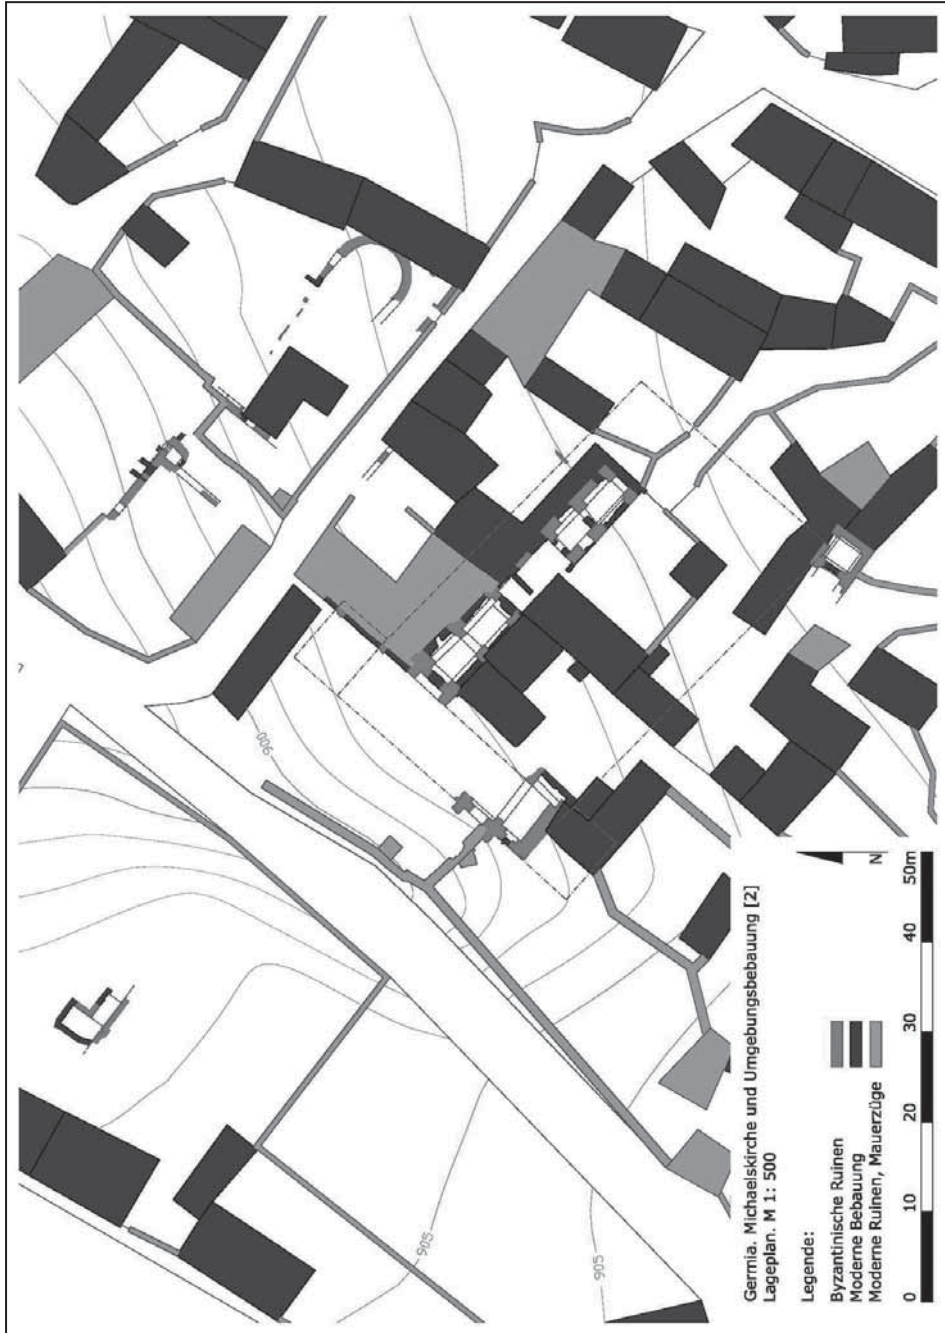 900
905
905
Germia. Michaelskirche und Umgebungsbebauung [2]
Lageplan. M 1: 500
Legende:
Byzantinische Ruinen
Moderne Bebauung
Moderne Ruinen, Mauerzüge
N
0 10 20 30 40 50m